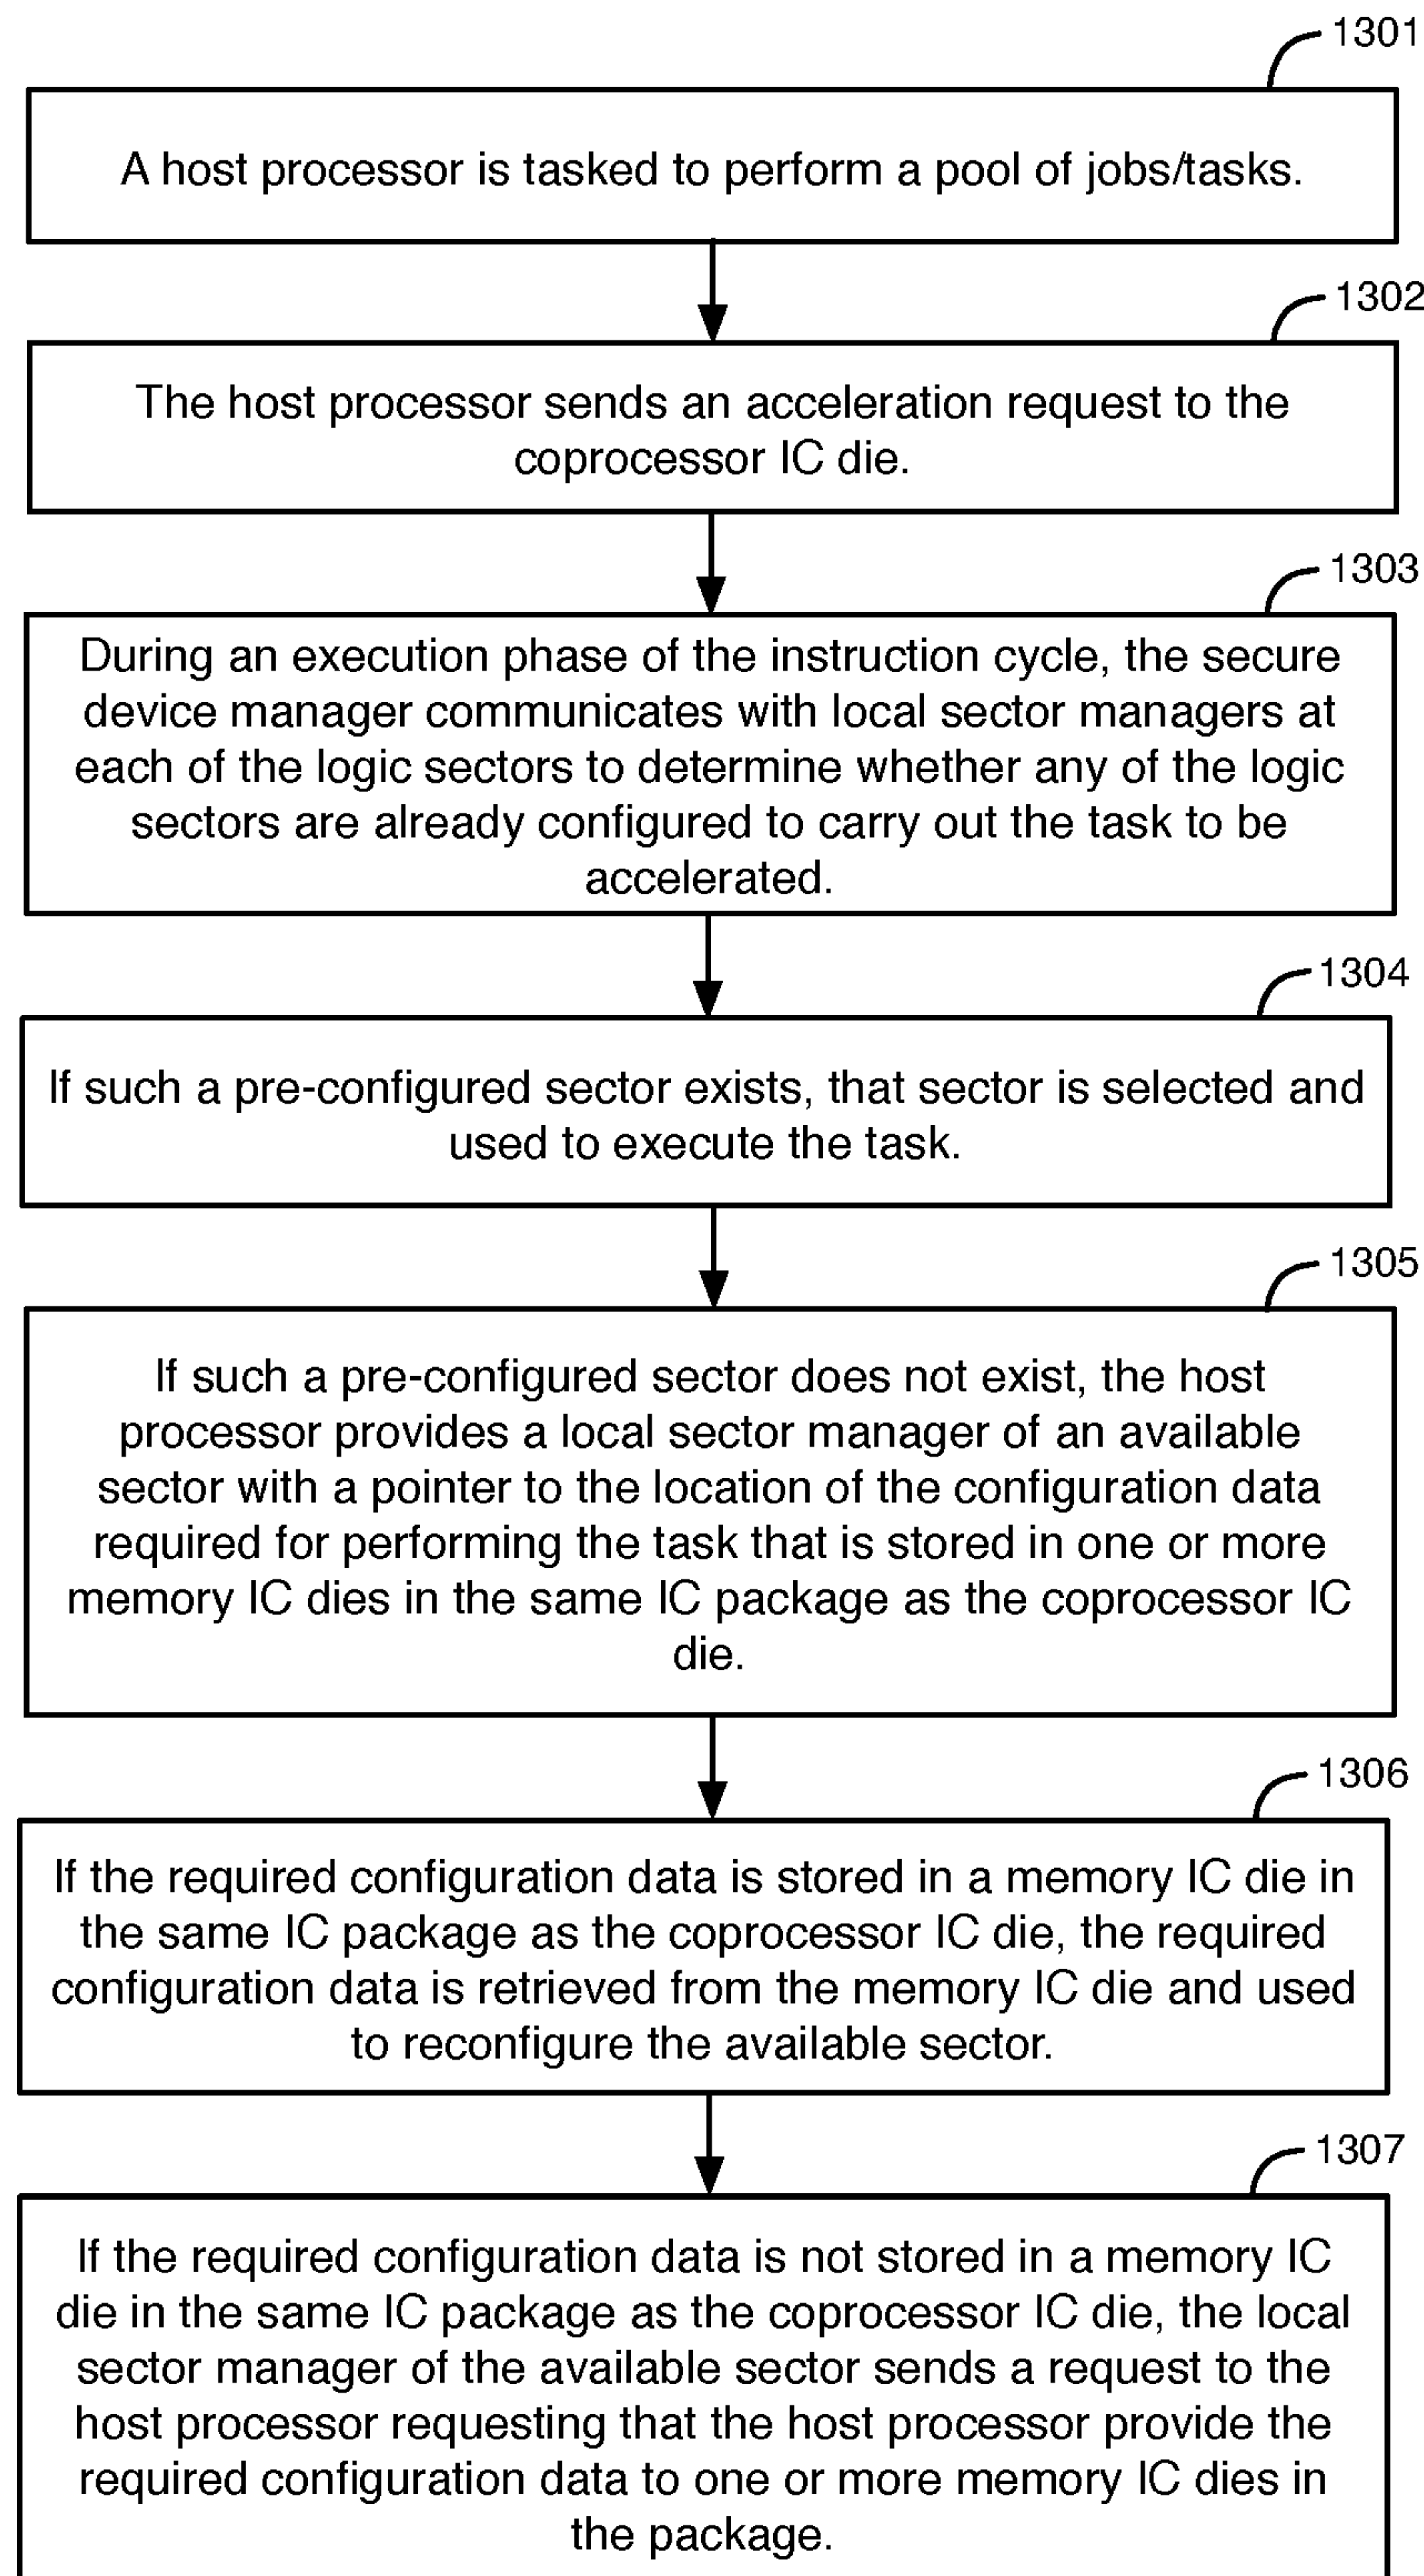 1301
A host processor is tasked to perform a pool of jobs/tasks.
1302
The host processor sends an acceleration request to the
coprocessor IC die.
1303
During an execution phase of the instruction cycle, the secure
device manager communicates with local sector managers at
each of the logic sectors to determine whether any of the logic
sectors are already configured to carry out the task to be
accelerated.
1304
If such a pre-configured sector exists, that sector is selected and
used to execute the task.
1305
If such a pre-configured sector does not exist, the host
processor provides a local sector manager of an available
sector with a pointer to the location of the configuration data
required for performing the task that is stored in one or more
memory IC dies in the same IC package as the coprocessor IC
die.
1306
If the required configuration data is stored in a memory IC die in
the same IC package as the coprocessor IC die, the required
configuration data is retrieved from the memory IC die and used
to reconfigure the available sector.
1307
If the required configuration data is not stored in a memory IC
die in the same IC package as the coprocessor IC die, the local
sector manager of the available sector sends a request to the
host processor requesting that the host processor provide the
required configuration data to one or more memory IC dies in
the package.